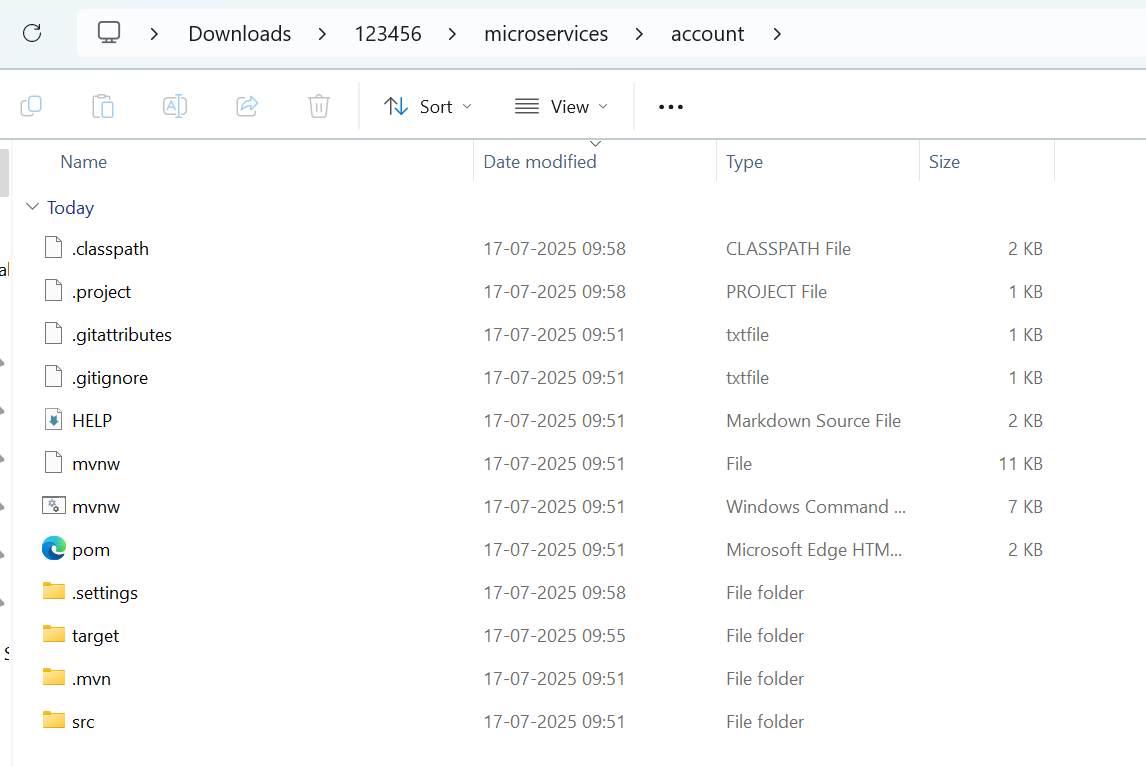 Downloads > 123456 > microservices > account >
Sort View
Name Date modified Type Size
Today
.classpath 17-07-2025 09:58 CLASSPATH File 2 KB
.project 17-07-2025 09:58 PROJECT File 1 KB
.gitattributes 17-07-2025 09:51 txtfile 1 KB
.gitignore 17-07-2025 09:51 txtfile 1 KB
HELP 17-07-2025 09:51 Markdown Source File 2 KB
mvnw 17-07-2025 09:51 File 11 KB
mvnw 17-07-2025 09:51 Windows Command ... 7 KB
pom 17-07-2025 09:51 Microsoft Edge HTM... 2 KB
.settings 17-07-2025 09:58 File folder
target 17-07-2025 09:55 File folder
.mvn 17-07-2025 09:51 File folder
src 17-07-2025 09:51 File folder